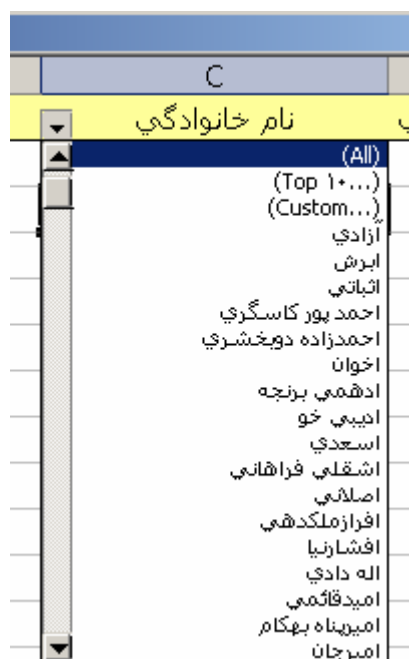 C
نام خانوادگي
(All)
(Top ۱۰...)
(Custom...)
آزادي
ابرش
اثباتي
احمد پور كاسگري
احمدزاده دوبخشري
اخوان
ادهمي برنجه
اديبي خو
اسعدي
اشقلي فراهاني
اصلاني
افرازملكدهي
افشارنيا
اله دادي
اميدقائمي
اميرپناه بهكام
اميرجان